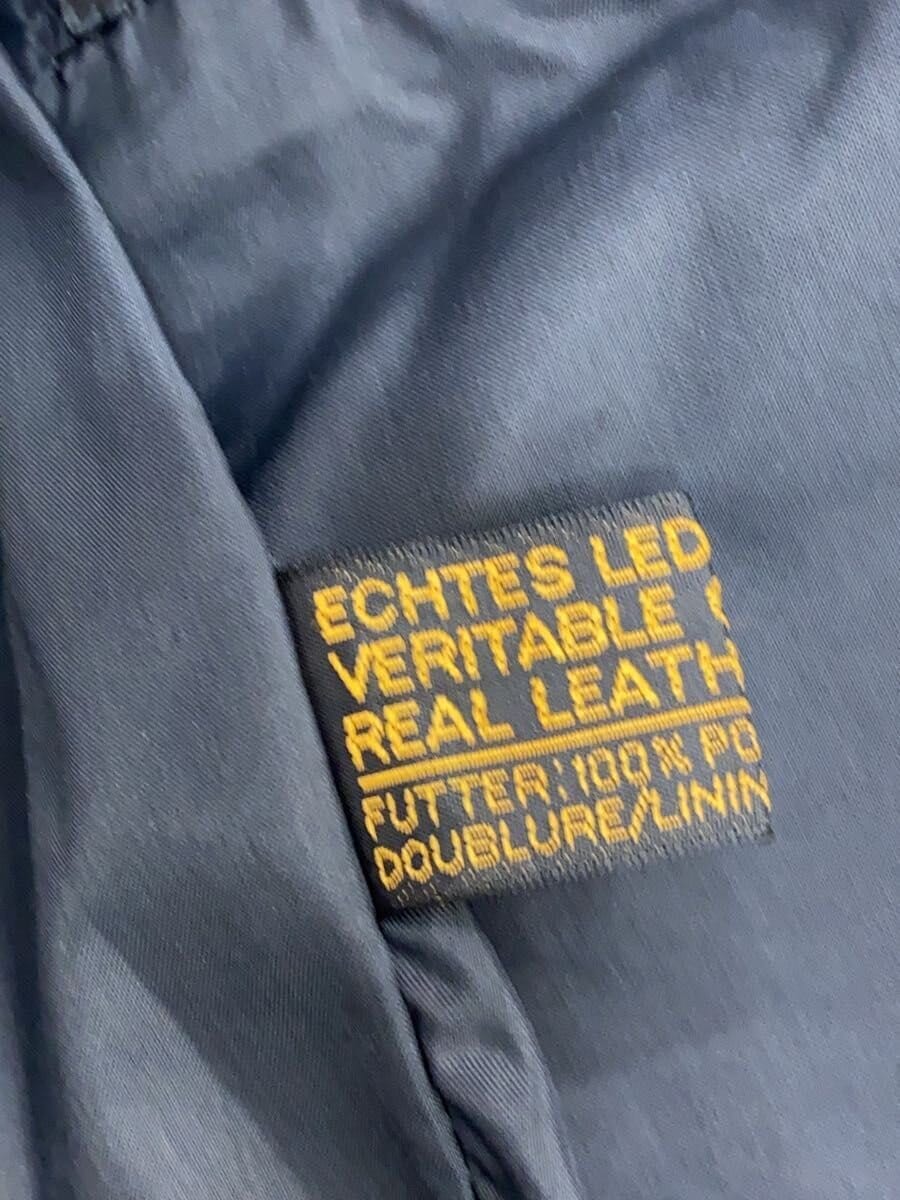 ECHTES LED
VERITABLE
REAL LEATH
FUTTER: 100% PO
DOUBLURE/LININ